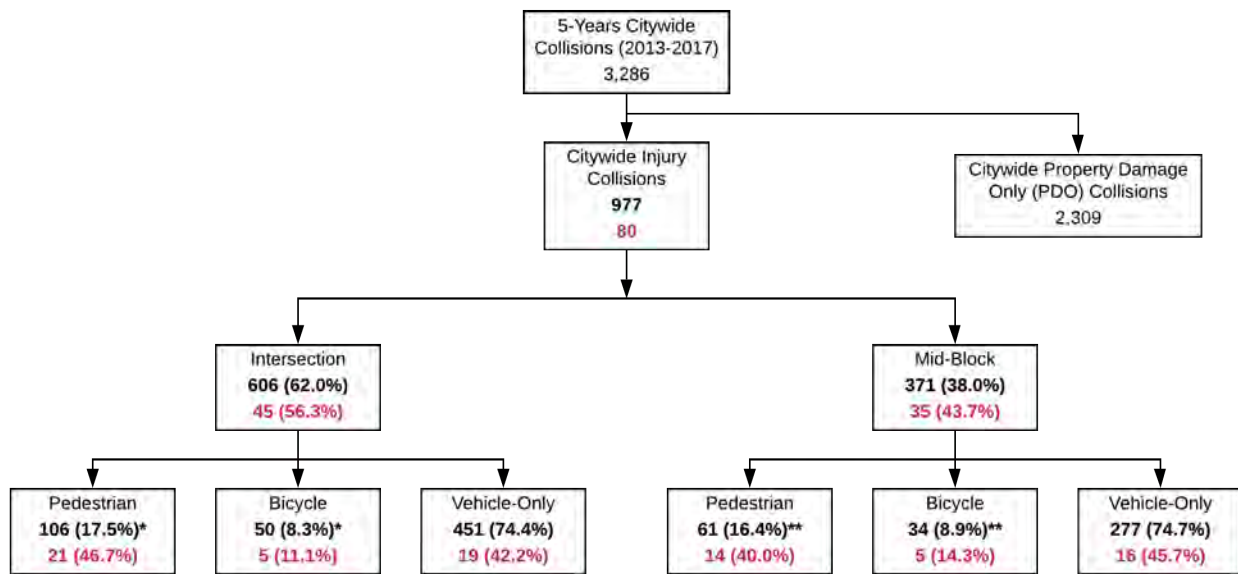 5-Years Citywide
Collisions (2013-2017)
3,286
Citywide Injury
Collisions
977
80
Citywide Property Damage
Only (PDO) Collisions
2,309
Intersection
606 (62.0%)
45 (56.3%)
Mid-Block
371 (38.0%)
35 (43.7%)
Pedestrian
106 (17.5%)*
21 (46.7%)
Bicycle
50 (8.3%)*
5 (11.1%)
Vehicle-Only
451 (74.4%)
19 (42.2%)
Pedestrian
61 (16.4%)**
14 (40.0%)
Bicycle
34 (8.9%)**
5 (14.3%)
Vehicle-Only
277 (74.7%)
16 (45.7%)